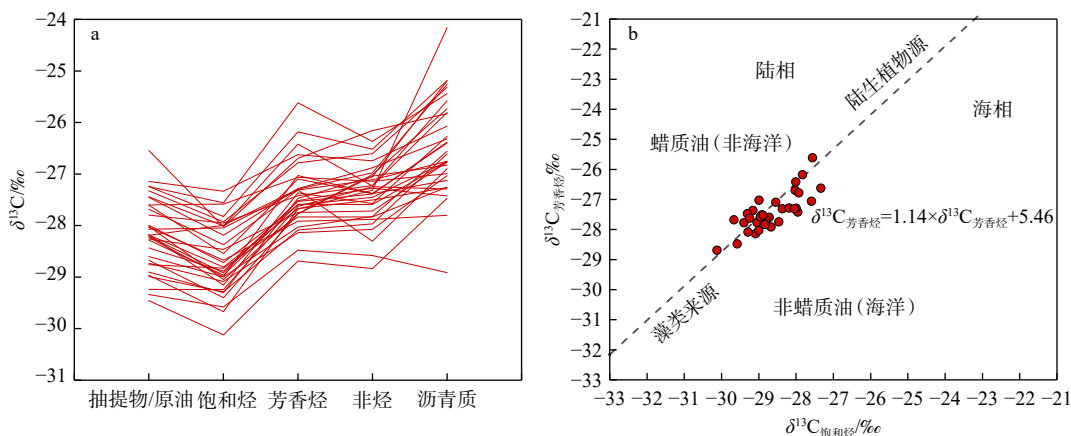 a
δ13C/‰
−24
−25
−26
−27
−28
−29
−30
−31
抽提物/原油 饱和烃 芳香烃 非烃 沥青质
b
δ13C芳香烃/‰
−21
−22
−23
−24
−25
−26
−27
−28
−29
−30
−31
−32
−33
陆相
陆生植物源
海相
蜡质油(非海洋)
δ13C芳香烃=1.14×δ13C芳香烃+5.46
藻类来源
非蜡质油(海洋)
−33 −32 −31 −30 −29 −28 −27 −26 −25 −24 −23 −22 −21
δ13C饱和烃/‰